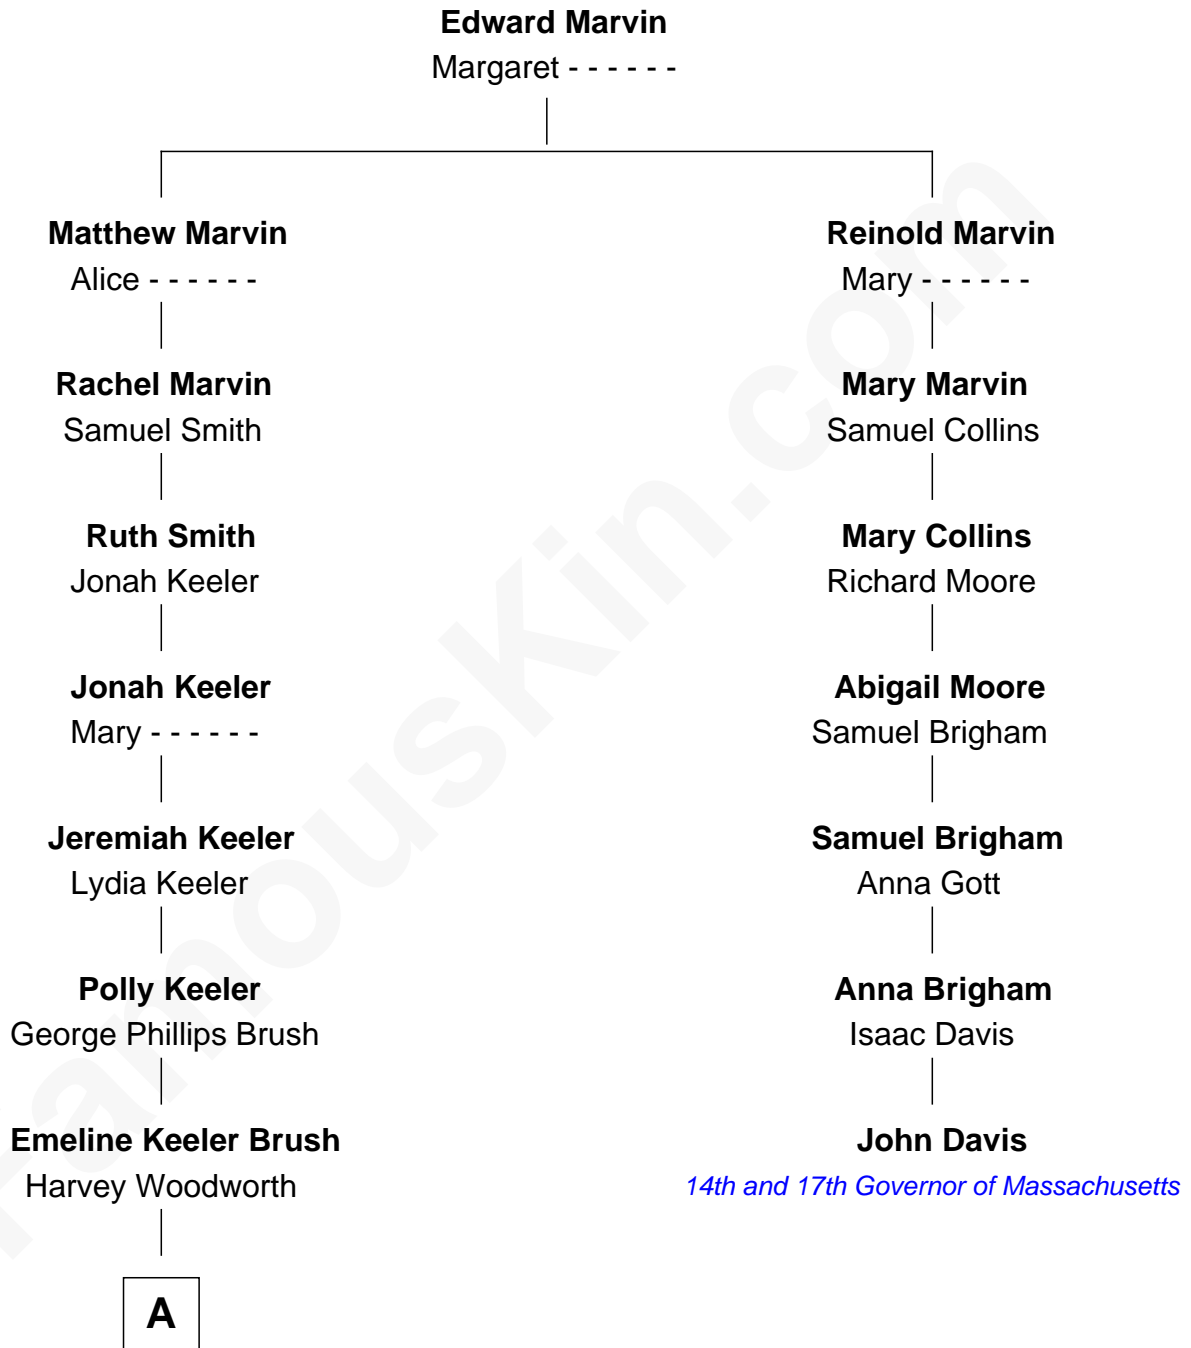 Edward Marvin
Margaret - - - - - -
Matthew Marvin
Alice - - - - - -
Reinold Marvin
Mary - - - - - -
Rachel Marvin
Samuel Smith
Mary Marvin
Samuel Collins
Ruth Smith
Jonah Keeler
Mary Collins
Richard Moore
Jonah Keeler
Mary - - - - - -
Abigail Moore
Samuel Brigham
Jeremiah Keeler
Lydia Keeler
Samuel Brigham
Anna Gott
Polly Keeler
George Phillips Brush
Anna Brigham
Isaac Davis
Emeline Keeler Brush
Harvey Woodworth
John Davis
14th and 17th Governor of Massachusetts
A
FamousKin.com